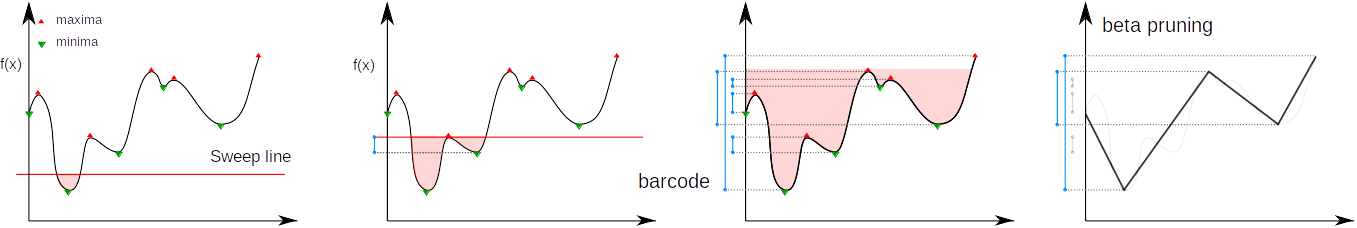 maxima
minima
f(x)
Sweep line
f(x)
barcode
beta pruning